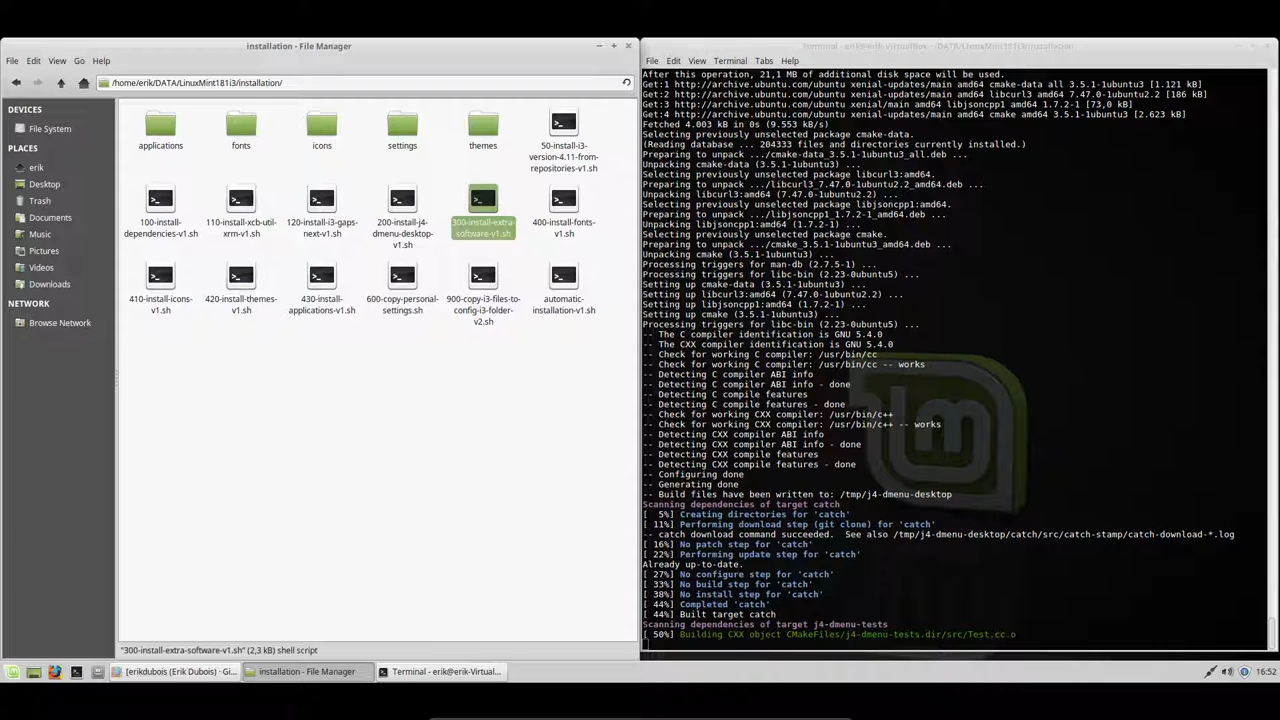 installation - File Manager
File Edit View Go Help
/home/erik/DATA/LinuxMint181i3/installation/
DEVICES
File System
PLACES
erik
Desktop
Trash
Documents
Music
Pictures
Videos
Downloads
NETWORK
Browse Network
applications
fonts
icons
settings
themes
50-install-i3-
version-4.11-from-
repositories-v1.sh
100-install-
dependencies-v1.sh
110-install-xcb-util-
xrm-v1.sh
120-install-i3-gaps-
next-v1.sh
200-install-j4-
dmenu-desktop-
v1.sh
300-install-extra-
software-v1.sh
400-install-fonts-
v1.sh
410-install-icons-
v1.sh
420-install-themes-
v1.sh
430-install-
applications-v1.sh
600-copy-personal-
settings.sh
900-copy-i3-files-to-
config-i3-folder-
v2.sh
automatic-
installation-v1.sh
"300-install-extra-software-v1.sh" (2,3 kB) shell script
Terminal - erik@erik-VirtualBox: ~/DATA/LinuxMint181i3/installation
File Edit View Terminal Tabs Help
After this operation, 21,1 MB of additional disk space will be used.
Get:1 http://archive.ubuntu.com/ubuntu xenial-updates/main amd64 cmake-data all 3.5.1-1ubuntu3 [1.121 kB]
Get:2 http://archive.ubuntu.com/ubuntu xenial-updates/main amd64 libcurl3 amd64 7.47.0-1ubuntu2.2 [186 kB]
Get:3 http://archive.ubuntu.com/ubuntu xenial/main amd64 libjsoncpp1 amd64 1.7.2-1 [73,0 kB]
Get:4 http://archive.ubuntu.com/ubuntu xenial-updates/main amd64 cmake amd64 3.5.1-1ubuntu3 [2.623 kB]
Fetched 4.003 kB in 0s (9.553 kB/s)
Selecting previously unselected package cmake-data.
(Reading database ... 204333 files and directories currently installed.)
Preparing to unpack .../cmake-data_3.5.1-1ubuntu3_all.deb ...
Unpacking cmake-data (3.5.1-1ubuntu3) ...
Selecting previously unselected package libcurl3:amd64.
Preparing to unpack .../libcurl3_7.47.0-1ubuntu2.2_amd64.deb ...
Unpacking libcurl3:amd64 (7.47.0-1ubuntu2.2) ...
Selecting previously unselected package libjsoncpp1:amd64.
Preparing to unpack .../libjsoncpp1_1.7.2-1_amd64.deb ...
Unpacking libjsoncpp1:amd64 (1.7.2-1) ...
Selecting previously unselected package cmake.
Preparing to unpack .../cmake_3.5.1-1ubuntu3_amd64.deb ...
Unpacking cmake (3.5.1-1ubuntu3) ...
Processing triggers for man-db (2.7.5-1) ...
Processing triggers for libc-bin (2.23-0ubuntu5) ...
Setting up cmake-data (3.5.1-1ubuntu3) ...
Setting up libcurl3:amd64 (7.47.0-1ubuntu2.2) ...
Setting up libjsoncpp1:amd64 (1.7.2-1) ...
Setting up cmake (3.5.1-1ubuntu3) ...
Processing triggers for libc-bin (2.23-0ubuntu5) ...
-- The C compiler identification is GNU 5.4.0
-- The CXX compiler identification is GNU 5.4.0
-- Check for working C compiler: /usr/bin/cc
-- Check for working C compiler: /usr/bin/cc -- works
-- Detecting C compiler ABI info
-- Detecting C compiler ABI info - done
-- Detecting C compile features
-- Detecting C compile features - done
-- Check for working CXX compiler: /usr/bin/c++
-- Check for working CXX compiler: /usr/bin/c++ -- works
-- Detecting CXX compiler ABI info
-- Detecting CXX compiler ABI info - done
-- Detecting CXX compile features
-- Detecting CXX compile features - done
-- Configuring done
-- Generating done
-- Build files have been written to: /tmp/j4-dmenu-desktop
Scanning dependencies of target catch
[  5%] Creating directories for 'catch'
[ 11%] Performing download step (git clone) for 'catch'
-- catch download command succeeded.  See also /tmp/j4-dmenu-desktop/catch/src/catch-stamp/catch-download-*.log
[ 16%] No patch step for 'catch'
[ 22%] Performing update step for 'catch'
Already up-to-date.
[ 27%] No configure step for 'catch'
[ 33%] No build step for 'catch'
[ 38%] No install step for 'catch'
[ 44%] Completed 'catch'
[ 44%] Built target catch
Scanning dependencies of target j4-dmenu-tests
[ 50%] Building CXX object CMakeFiles/j4-dmenu-tests.dir/src/Test.cc.o
[erikdubois (Erik Dubois) · Gi...
installation - File Manager
Terminal - erik@erik-Virtual...
16:52